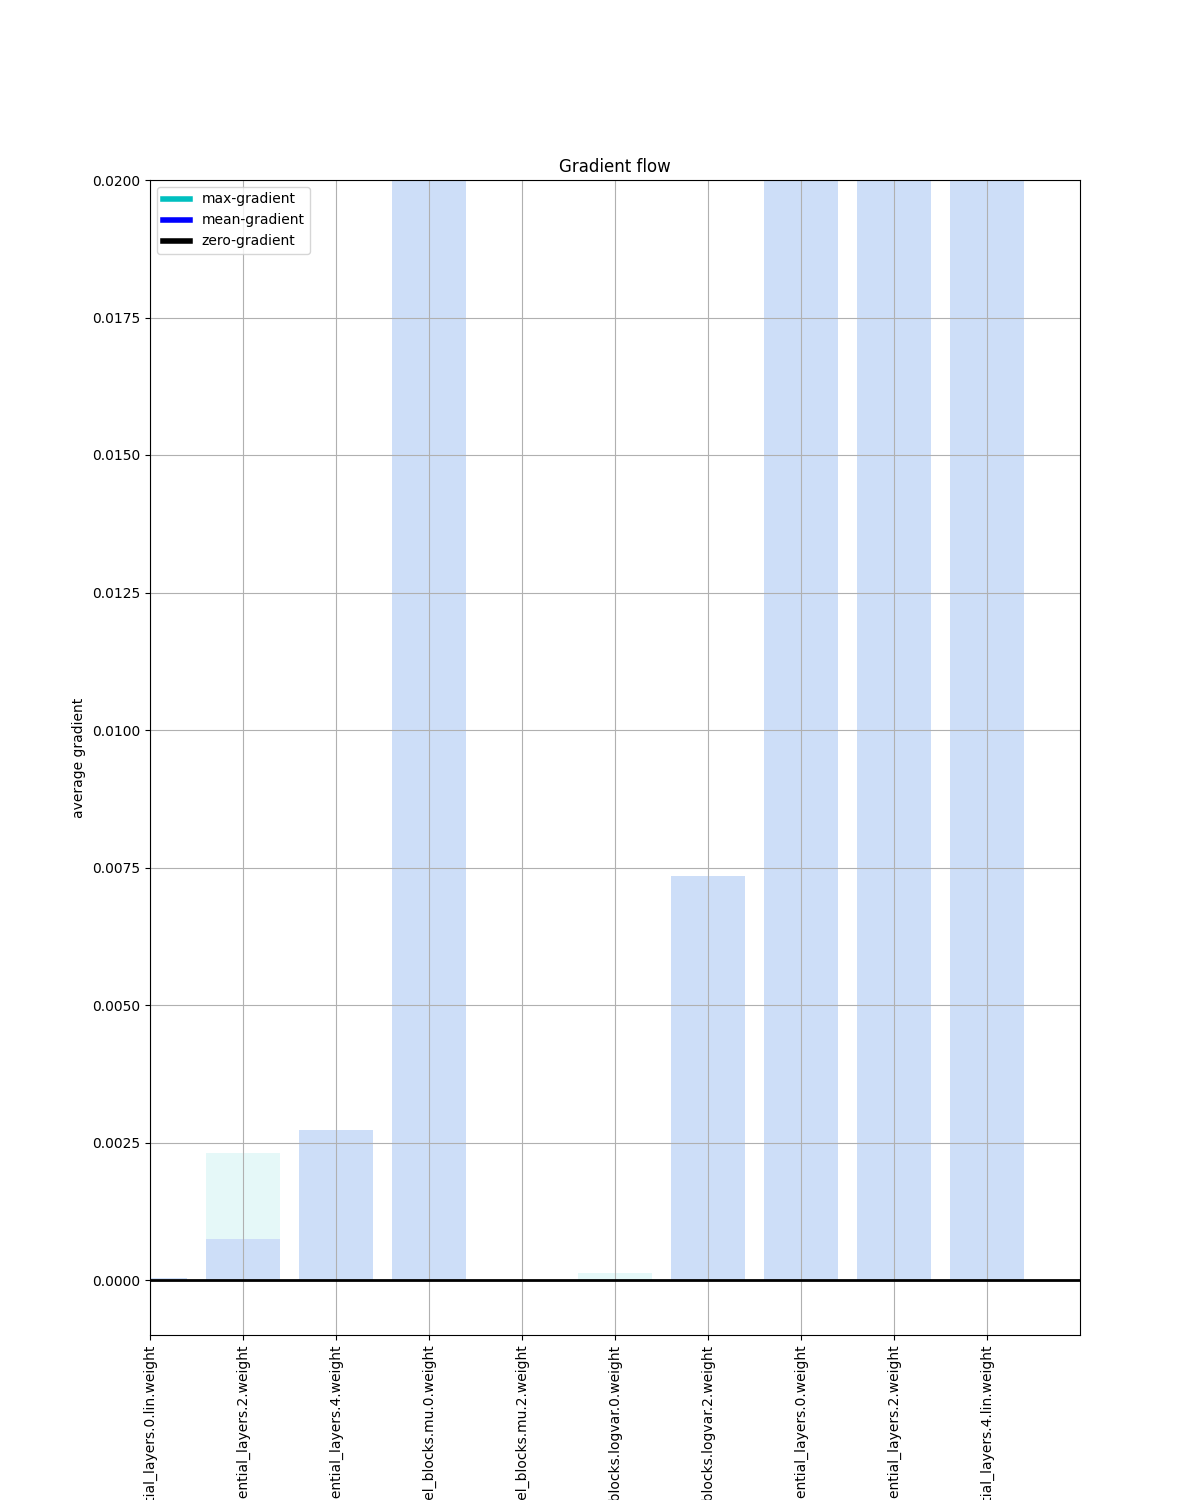 Gradient flow
max-gradient
mean-gradient
zero-gradient
0.0200
0.0175
0.0150
0.0125
0.0100
0.0075
0.0050
0.0025
0.0000
average gradient
tial_layers.0.lin.weight
ential_layers.2.weight
ential_layers.4.weight
el_blocks.mu.0.weight
el_blocks.mu.2.weight
blocks.logvar.0.weight
blocks.logvar.2.weight
ential_layers.0.weight
ential_layers.2.weight
tial_layers.4.lin.weight